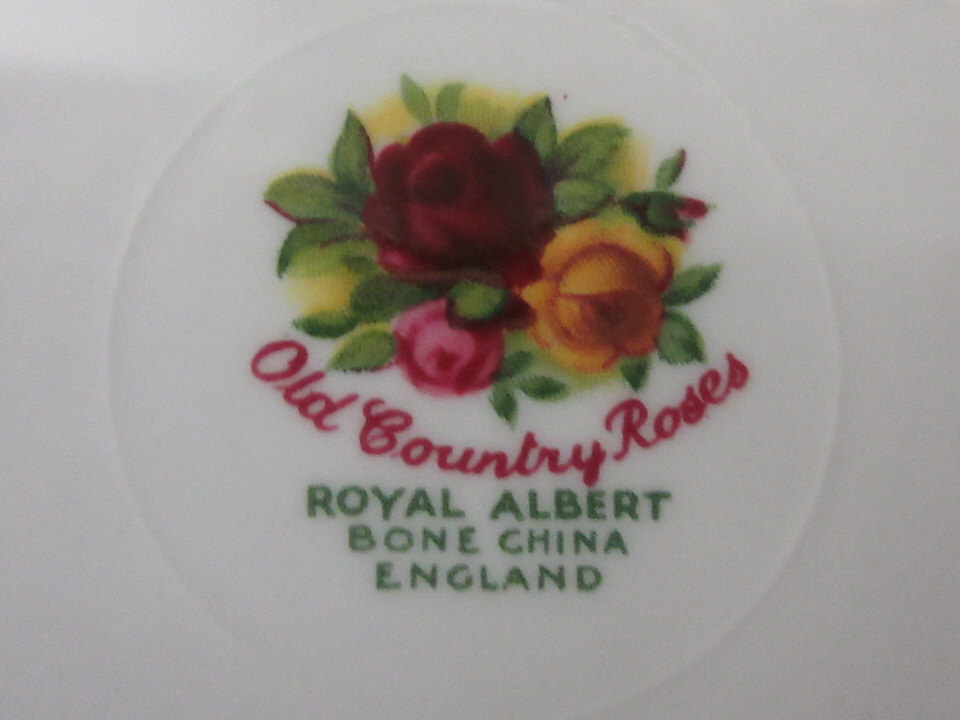 Old Country Roses
ROYAL ALBERT
BONE CHINA
ENGLAND